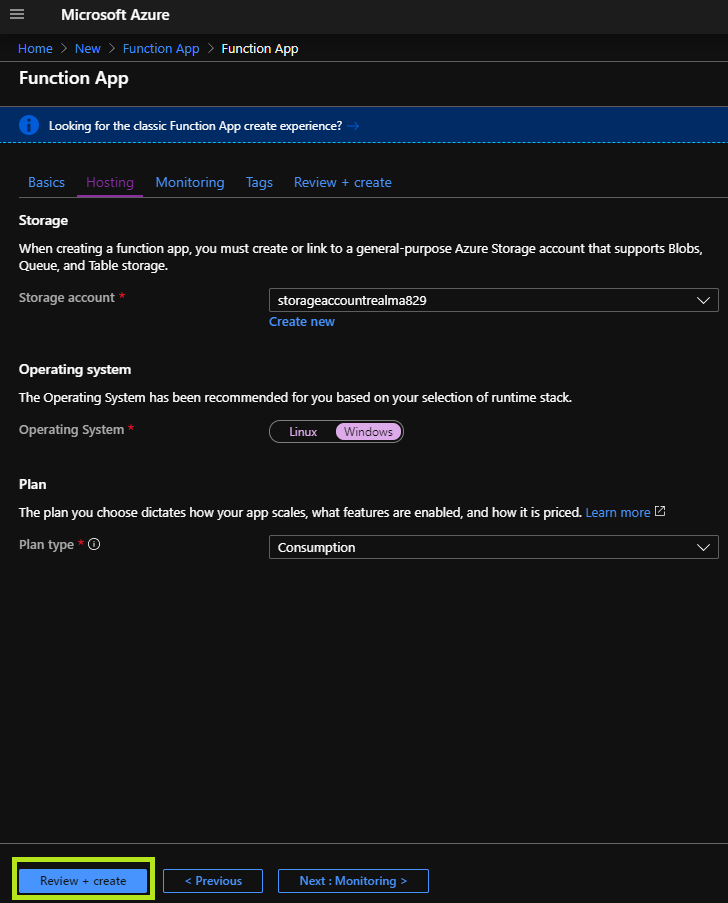 Microsoft Azure
Home > New > Function App > Function App
Function App
Looking for the classic Function App create experience? →
Basics Hosting Monitoring Tags Review + create
Storage
When creating a function app, you must create or link to a general-purpose Azure Storage account that supports Blobs,
Queue, and Table storage.
Storage account * storageaccountrealma829
Create new
Operating system
The Operating System has been recommended for you based on your selection of runtime stack.
Operating System * Linux Windows
Plan
The plan you choose dictates how your app scales, what features are enabled, and how it is priced. Learn more
Plan type * Consumption
Review + create < Previous Next : Monitoring >